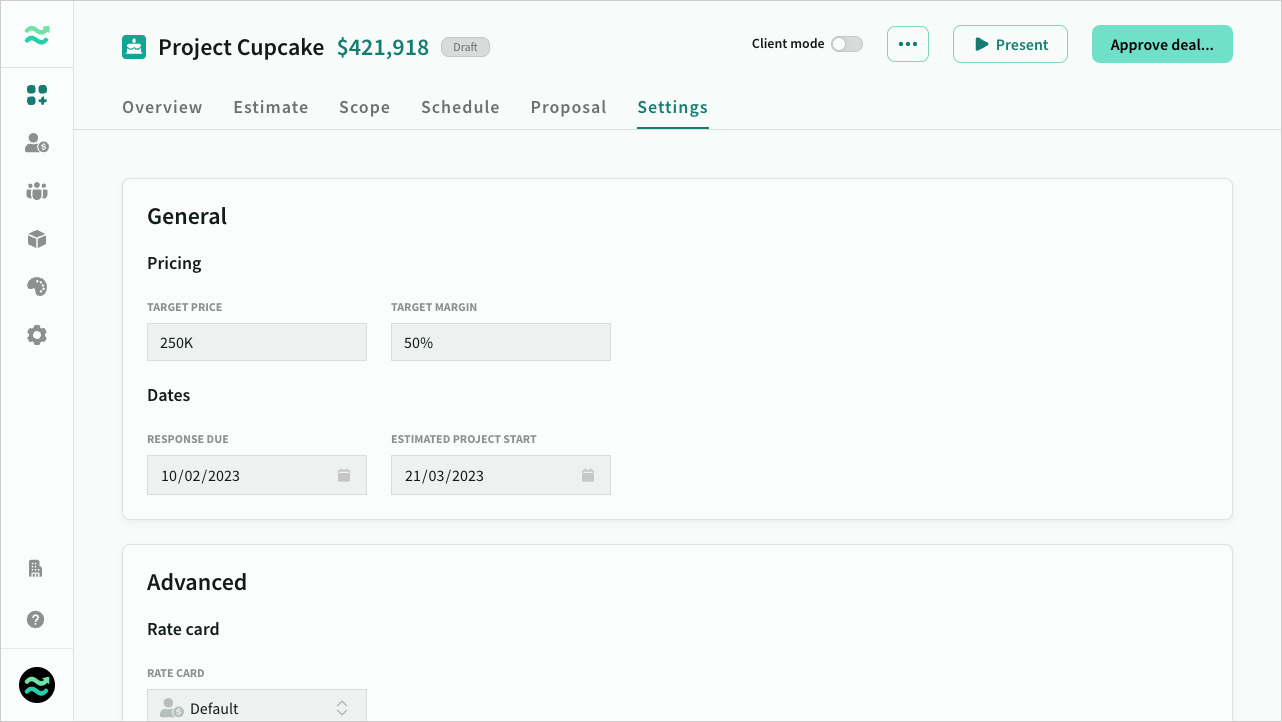 Project Cupcake $421,918 Draft
Client mode ••• Present Approve deal...
Overview Estimate Scope Schedule Proposal Settings
General
Pricing
TARGET PRICE TARGET MARGIN
250K 50%
Dates
RESPONSE DUE ESTIMATED PROJECT START
10/02/2023 21/03/2023
Advanced
Rate card
RATE CARD
Default